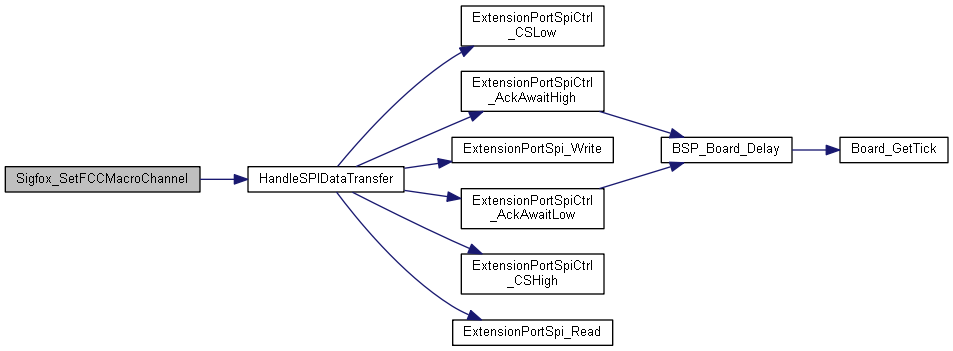 Sigfox_SetFCCMacroChannel
HandleSPIDataTransfer
ExtensionPortSpiCtrl
_CSLow
ExtensionPortSpiCtrl
_AckAwaitHigh
ExtensionPortSpi_Write
ExtensionPortSpiCtrl
_AckAwaitLow
ExtensionPortSpiCtrl
_CSHigh
ExtensionPortSpi_Read
BSP_Board_Delay
Board_GetTick